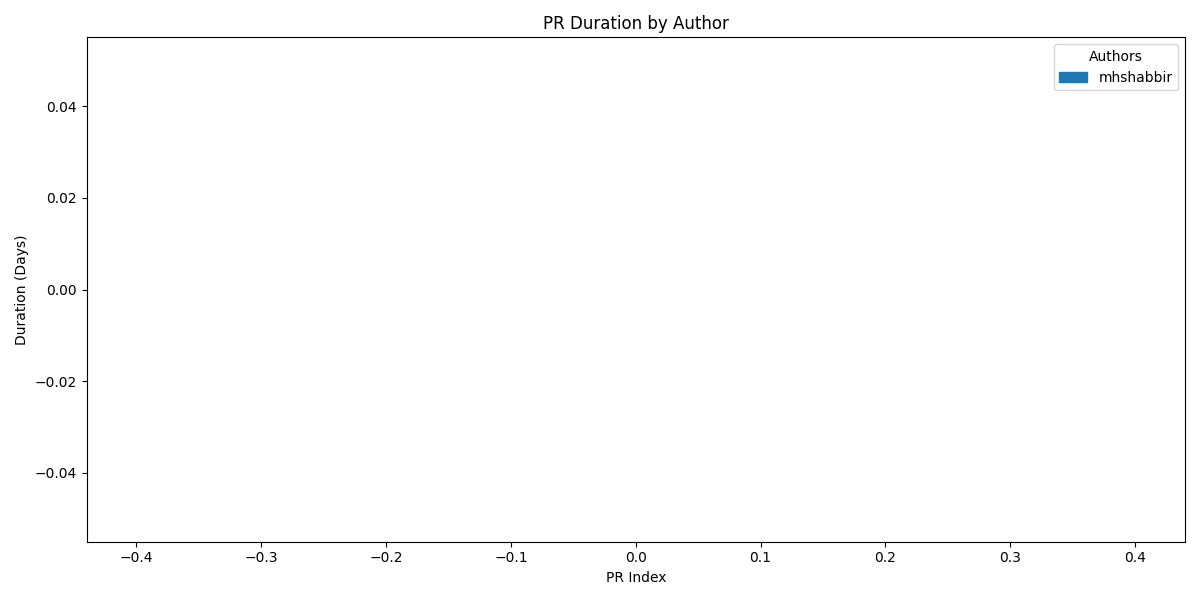 PR Duration by Author
Authors
mhshabbir
0.04
0.02
0.00
−0.02
−0.04
Duration (Days)
−0.4 −0.3 −0.2 −0.1 0.0 0.1 0.2 0.3 0.4
PR Index